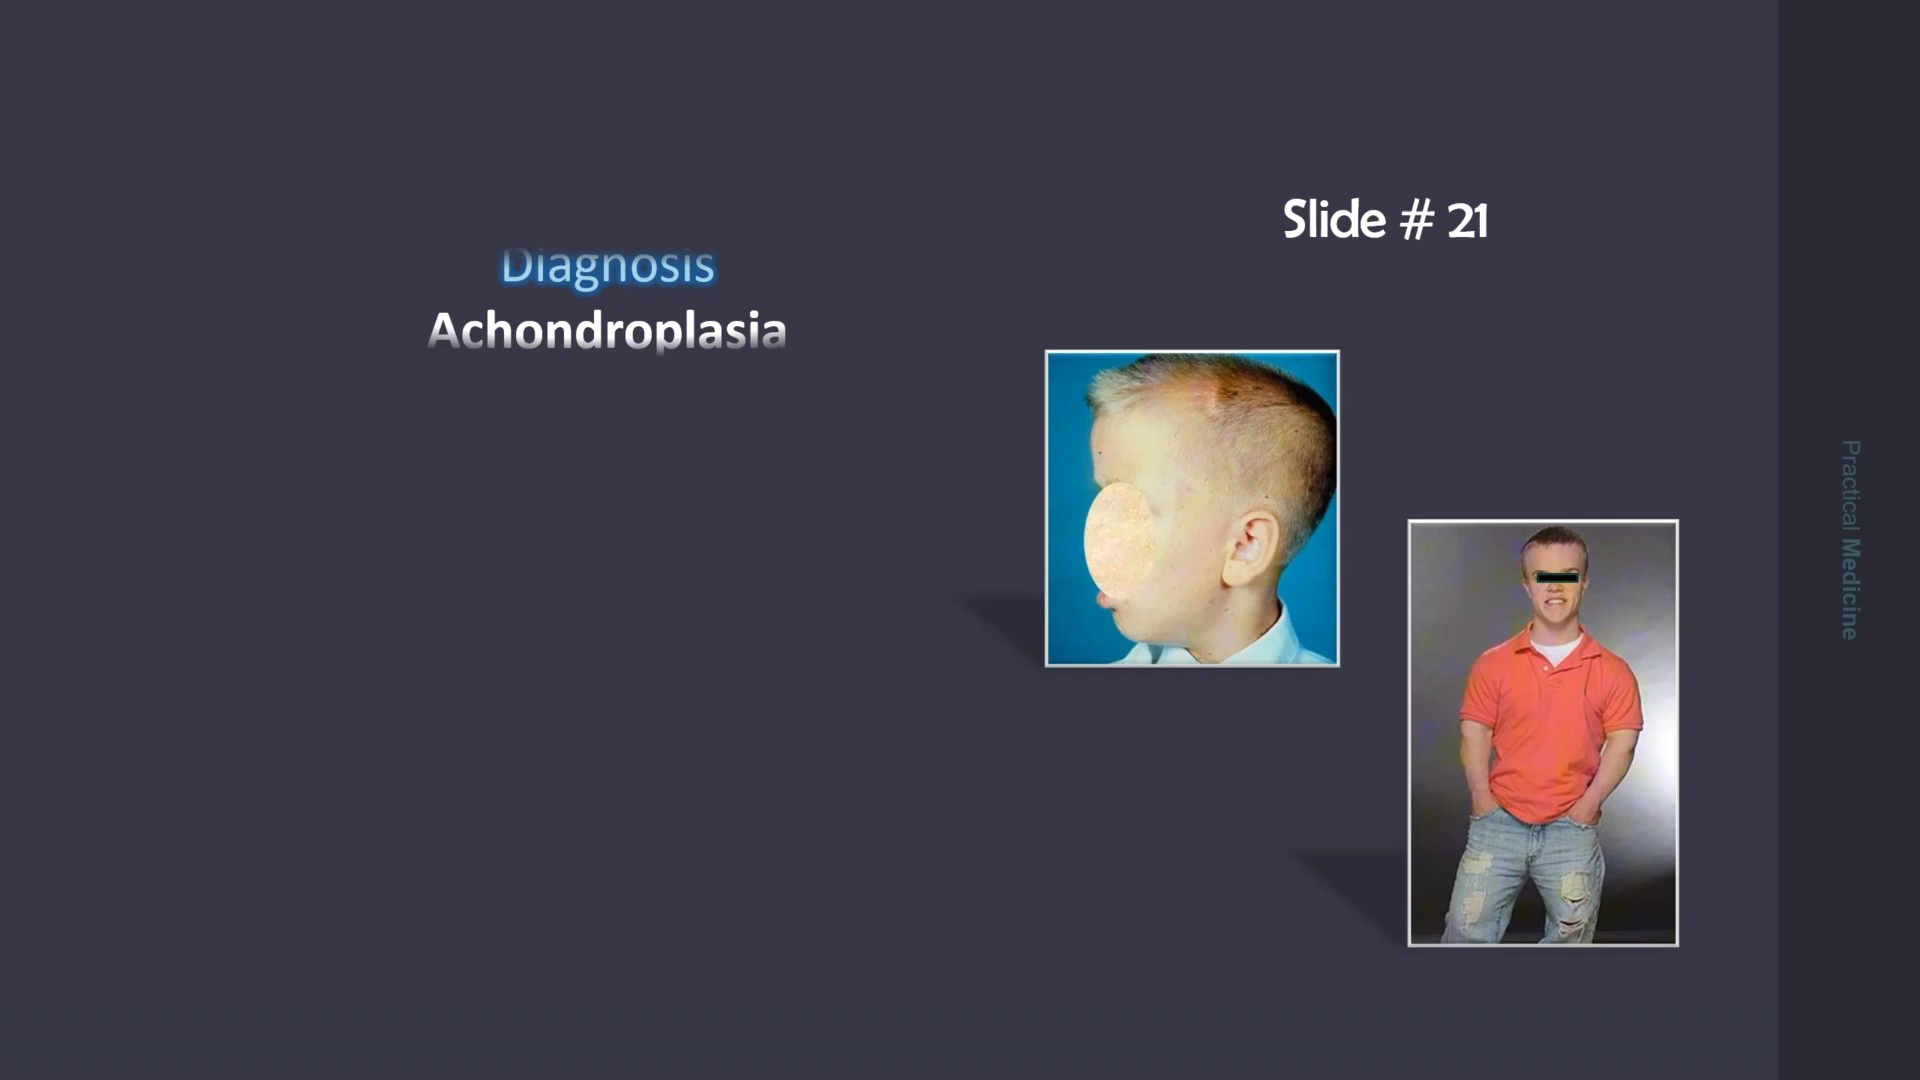 Slide # 21
Diagnosis
Achondroplasia
Practical Medicine